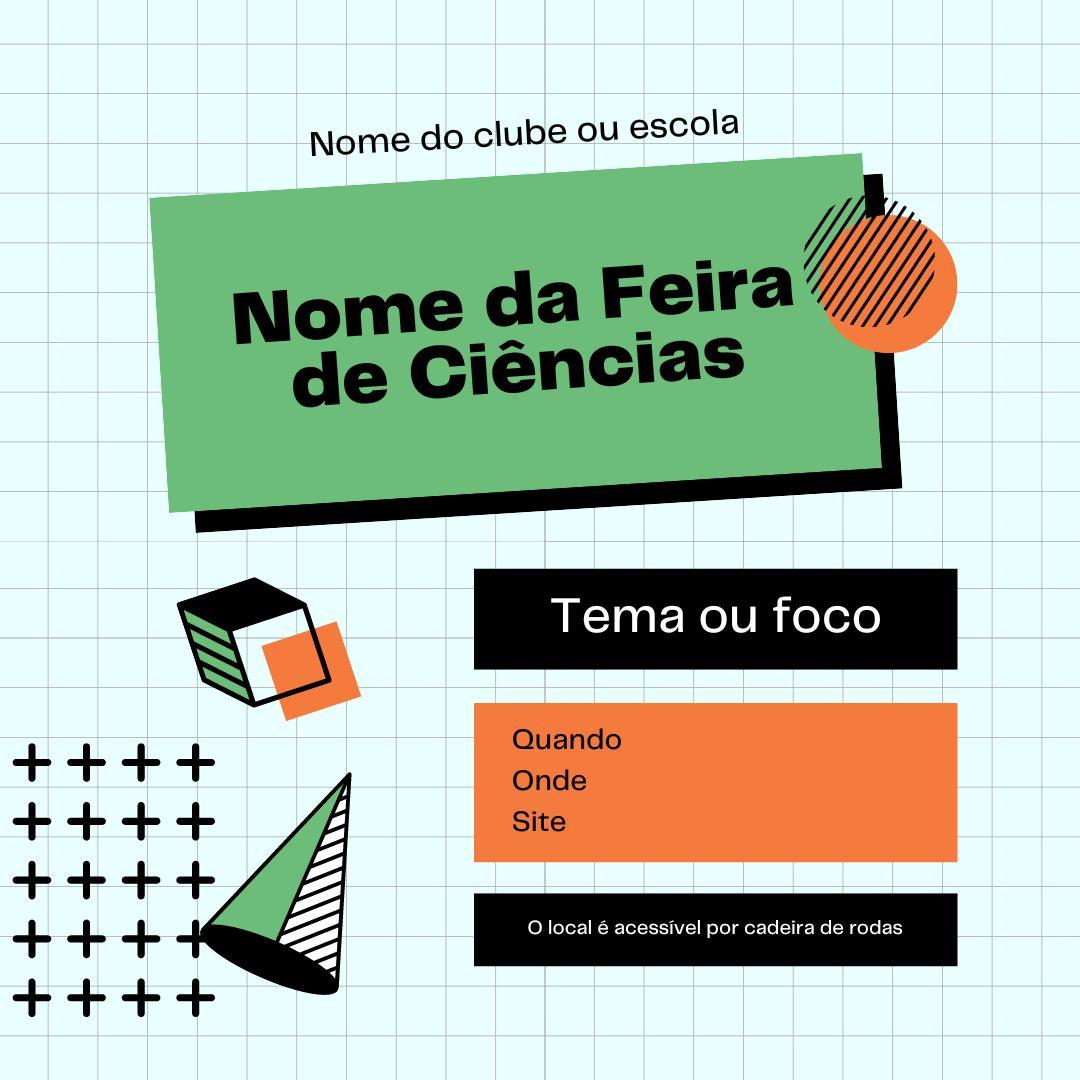 Nome do clube ou escola
Nome da Feira
de Ciências
Tema ou foco
Quando
Onde
Site
O local é acessível por cadeira de rodas